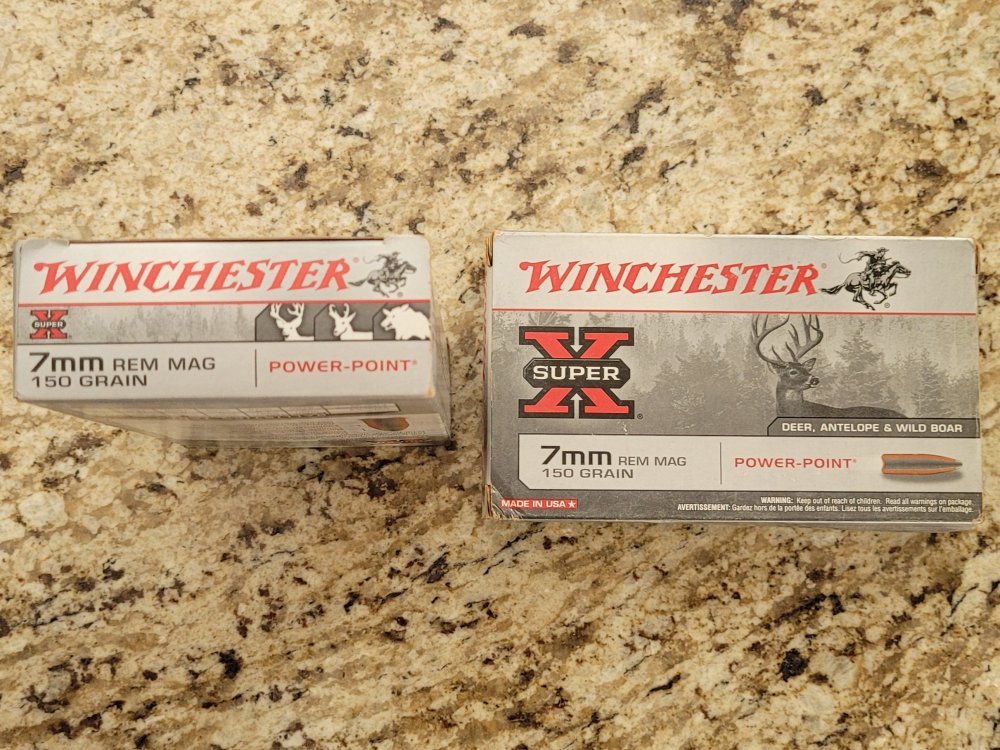 WINCHESTER®
SUPER X
7mm REM MAG
150 GRAIN
POWER-POINT®
WINCHESTER®
X
SUPER
®
DEER, ANTELOPE & WILD BOAR
7mm REM MAG
150 GRAIN
POWER-POINT®
MADE IN USA★
WARNING: Keep out of reach of children. Read all warnings on package.
AVERTISSEMENT: Gardez hors de la portée des enfants. Lisez tous les avertissements sur l'emballage.